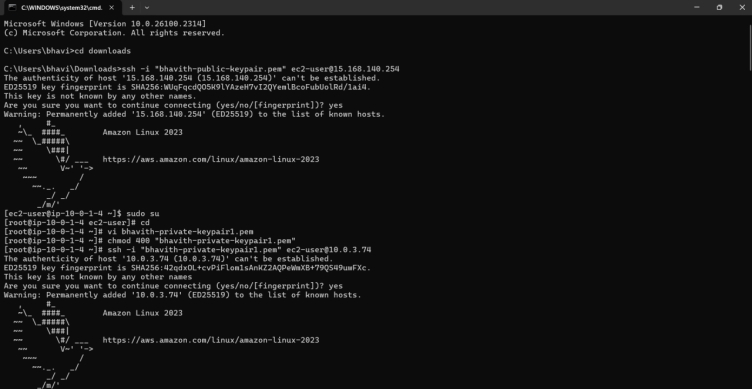 C:\WINDOWS\system32\cmd.
Microsoft Windows [Version 10.0.26100.2314]
(c) Microsoft Corporation. All rights reserved.
C:\Users\bhavi>cd downloads
C:\Users\bhavi\Downloads>ssh -i "bhavith-public-keypair.pem" ec2-user@15.168.140.254
The authenticity of host '15.168.140.254 (15.168.140.254)' can't be established.
ED25519 key fingerprint is SHA256:WUqFqcdQO5K9lYAzeH7vI2QYemlBcoFubUolRd/1ai4.
This key is not known by any other names.
Are you sure you want to continue connecting (yes/no/[fingerprint])? yes
Warning: Permanently added '15.168.140.254' (ED25519) to the list of known hosts.
   ,     #_
   ~\_  ####_        Amazon Linux 2023
  ~~  \_#####\
  ~~     \###|
  ~~       \#/ ___   https://aws.amazon.com/linux/amazon-linux-2023
   ~~       V~' '->
    ~~~         /
      ~~._.   _/
         _/ _/
       _/m/'
[ec2-user@ip-10-0-1-4 ~]$ sudo su
[root@ip-10-0-1-4 ec2-user]# cd
[root@ip-10-0-1-4 ~]# vi bhavith-private-keypair1.pem
[root@ip-10-0-1-4 ~]# chmod 400 "bhavith-private-keypair1.pem"
[root@ip-10-0-1-4 ~]# ssh -i "bhavith-private-keypair1.pem" ec2-user@10.0.3.74
The authenticity of host '10.0.3.74 (10.0.3.74)' can't be established.
ED25519 key fingerprint is SHA256:42qdxOL+cvPiFlom1sAnKZ2AQPeWmXB+79QS49umFXc.
This key is not known by any other names
Are you sure you want to continue connecting (yes/no/[fingerprint])? yes
Warning: Permanently added '10.0.3.74' (ED25519) to the list of known hosts.
   ,     #_
   ~\_  ####_        Amazon Linux 2023
  ~~  \_#####\
  ~~     \###|
  ~~       \#/ ___   https://aws.amazon.com/linux/amazon-linux-2023
   ~~       V~' '->
    ~~~         /
      ~~._.   _/
         _/ _/
       _/m/'